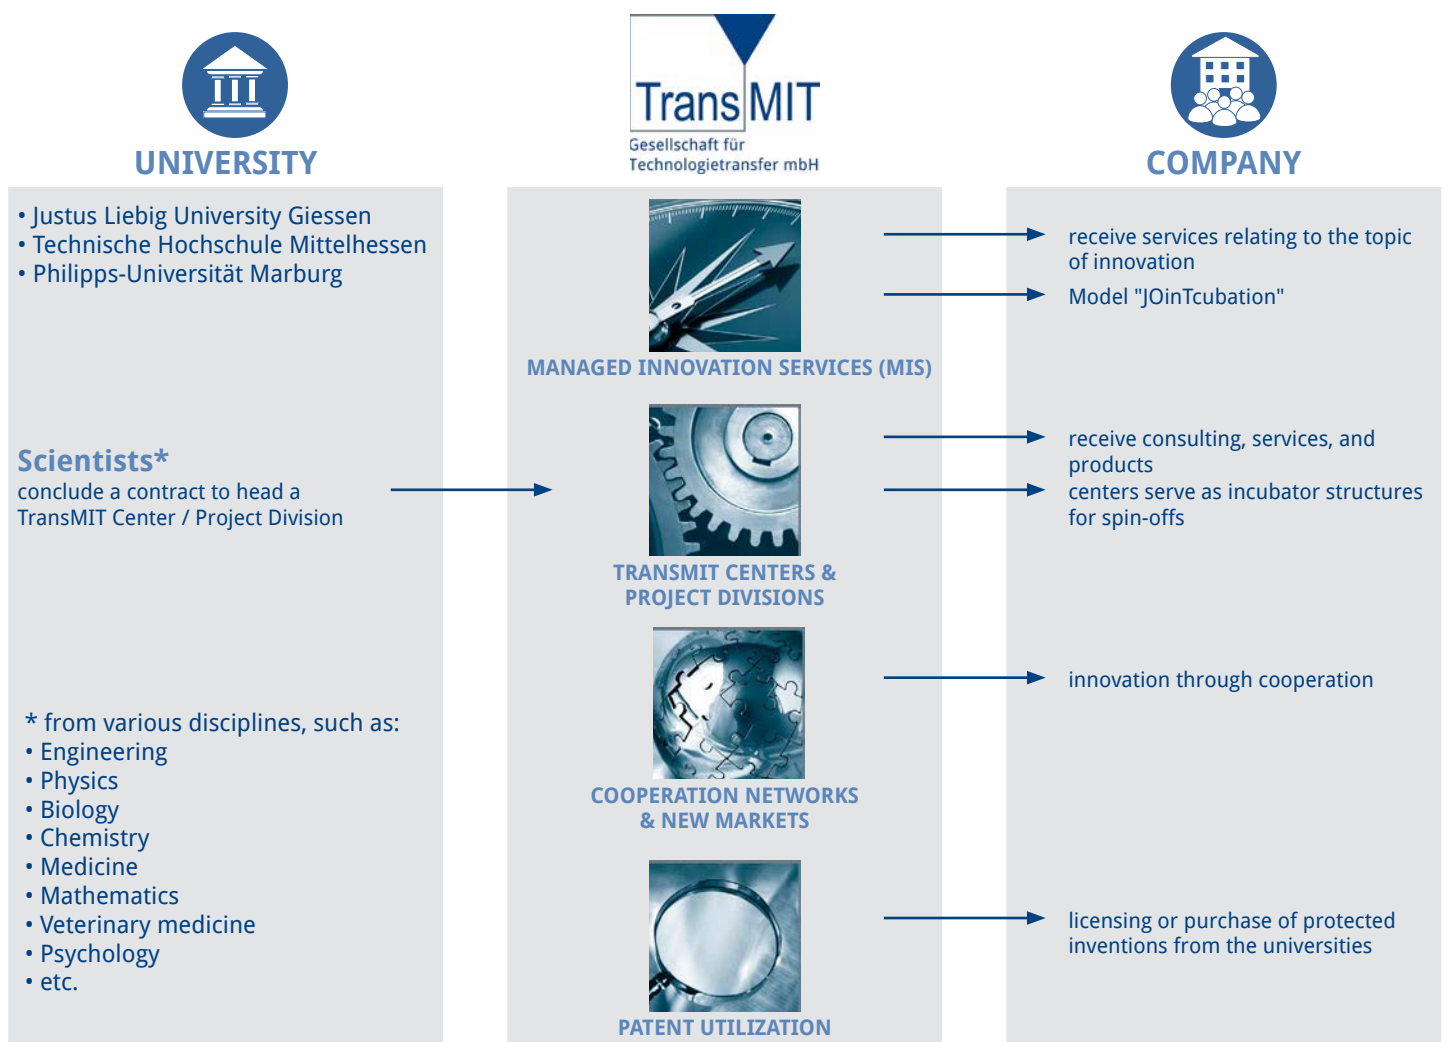 UNIVERSITY
• Justus Liebig University Giessen
• Technische Hochschule Mittelhessen
• Philipps-Universität Marburg
Scientists*
conclude a contract to head a
TransMIT Center / Project Division
* from various disciplines, such as:
• Engineering
• Physics
• Biology
• Chemistry
• Medicine
• Mathematics
• Veterinary medicine
• Psychology
• etc.
TransMIT
Gesellschaft für
Technologietransfer mbH
MANAGED INNOVATION SERVICES (MIS)
TRANSMIT CENTERS &
PROJECT DIVISIONS
COOPERATION NETWORKS
& NEW MARKETS
PATENT UTILIZATION
COMPANY
receive services relating to the topic
of innovation
Model "JOinTcubation"
receive consulting, services, and
products
centers serve as incubator structures
for spin-offs
innovation through cooperation
licensing or purchase of protected
inventions from the universities